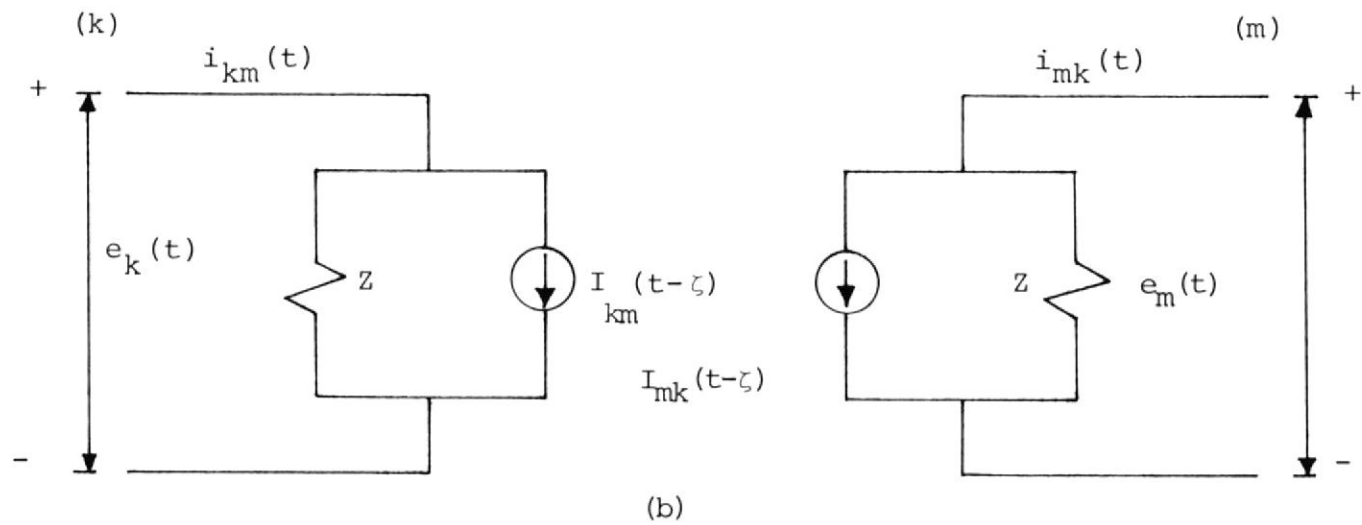 (k) (m)
i_km(t) i_mk(t)
+ +
e_k(t) Z I_km(t-ζ) Z e_m(t)
I_mk(t-ζ)
- -
(b)